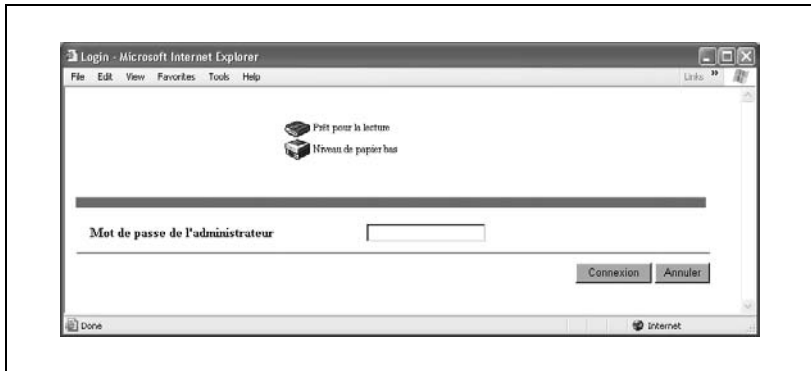 Login - Microsoft Internet Explorer
File Edit View Favorites Tools Help Links »
Prêt pour la lecture
Niveau de papier bas
Mot de passe de l'administrateur
Connexion Annuler
Done Internet